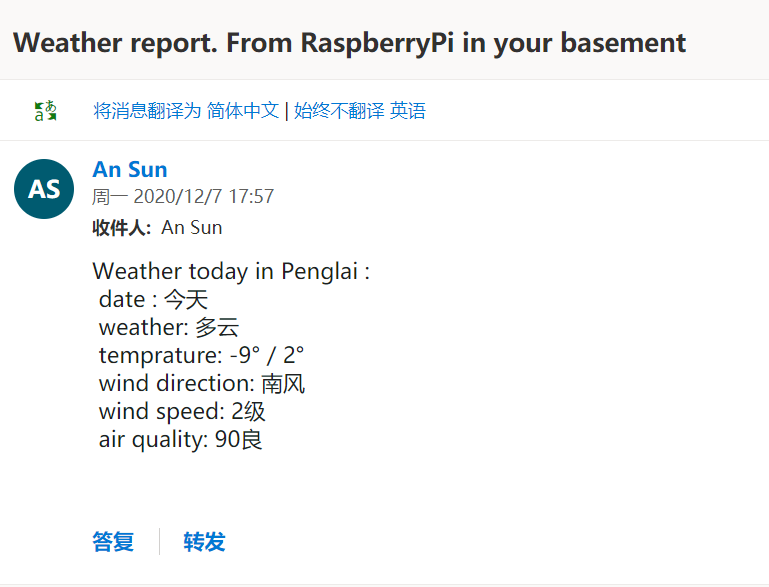 Weather report. From RaspberryPi in your basement
将消息翻译为 简体中文 | 始终不翻译 英语
AS
An Sun
周一 2020/12/7 17:57
收件人: An Sun
Weather today in Penglai :
date : 今天
weather: 多云
temprature: -9° / 2°
wind direction: 南风
wind speed: 2级
air quality: 90良
答复 转发